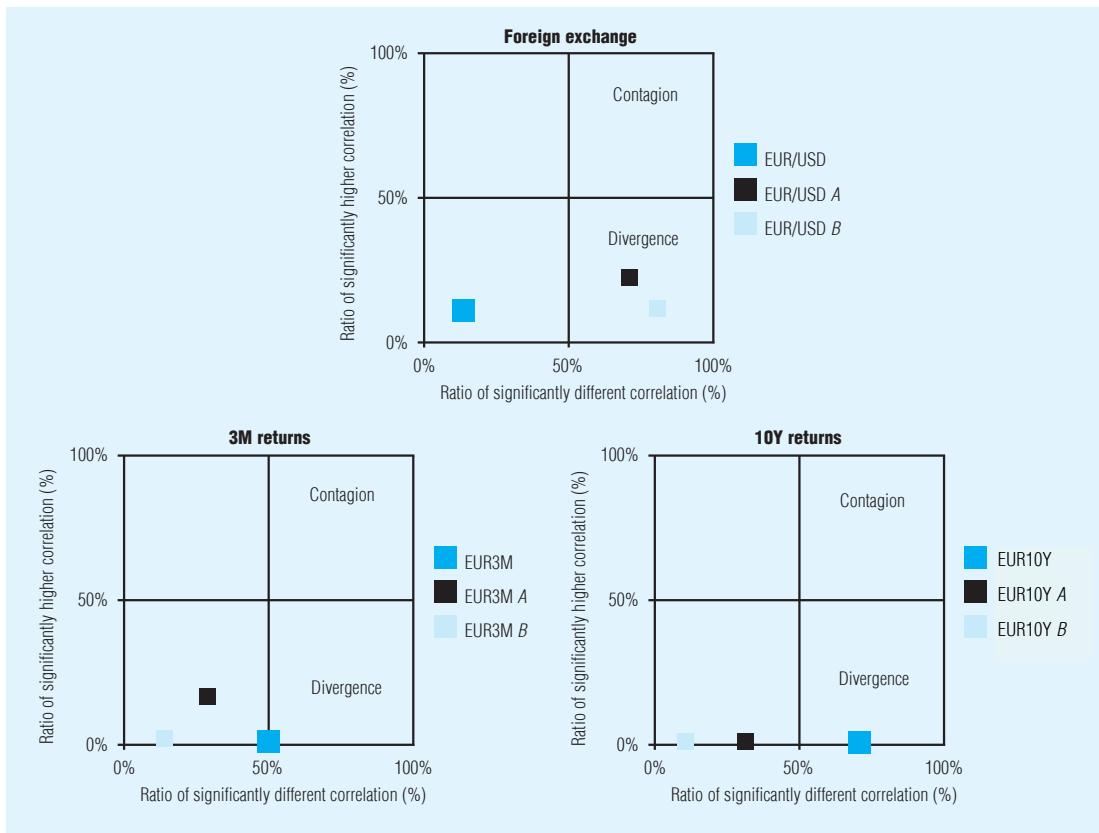 Foreign exchange
Ratio of significantly higher correlation (%)
100%
50%
0%
Contagion
Divergence
0%
50%
100%
Ratio of significantly different correlation (%)
EUR/USD
EUR/USD A
EUR/USD B
3M returns
Ratio of significantly higher correlation (%)
100%
50%
0%
Contagion
Divergence
0%
50%
100%
Ratio of significantly different correlation (%)
EUR3M
EUR3M A
EUR3M B
10Y returns
Ratio of significantly higher correlation (%)
100%
50%
0%
Contagion
Divergence
0%
50%
100%
Ratio of significantly different correlation (%)
EUR10Y
EUR10Y A
EUR10Y B